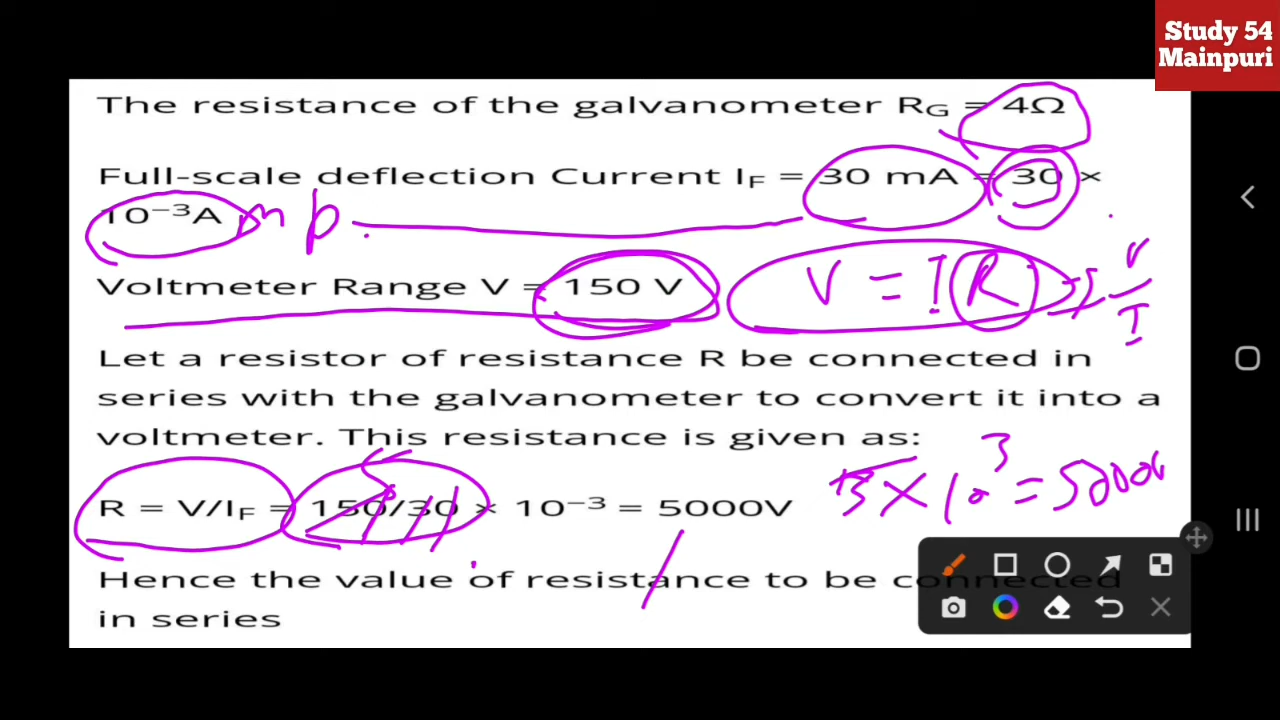 Study 54
Mainpuri
The resistance of the galvanometer RG = 4Ω
Full-scale deflection Current IF = 30 mA = 30 ×
10⁻³A mp
Voltmeter Range V = 150 V
V = IR ⇒ V/I
Let a resistor of resistance R be connected in
series with the galvanometer to convert it into a
voltmeter. This resistance is given as:
R = V/IF = 150/30 × 10⁻³ = 5000V
× 10³ = 5000
Hence the value of resistance to be connected
in series